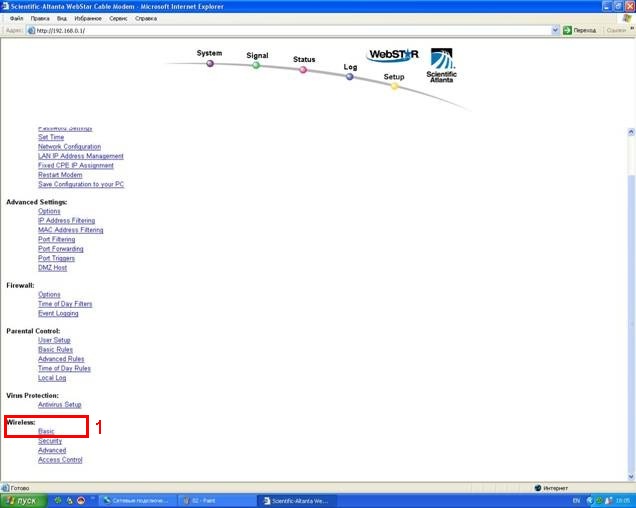 Scientific-Altanta WebStar Cable Modem - Microsoft Internet Explorer
Файл Правка Вид Избранное Сервис Справка
Адрес: http://192.168.0.1/ Переход Ссылки »
System Signal Status Log Setup
WebSTAR
Scientific
Atlanta
Password Settings
Set Time
Network Configuration
LAN IP Address Management
Fixed CPE IP Assignment
Restart Modem
Save Configuration to your PC
Advanced Settings:
Options
IP Address Filtering
MAC Address Filtering
Port Filtering
Port Forwarding
Port Triggers
DMZ Host
Firewall:
Options
Time of Day Filters
Event Logging
Parental Control:
User Setup
Basic Rules
Advanced Rules
Time of Day Rules
Local Log
Virus Protection:
Antivirus Setup
Wireless:
1
Basic
Security
Advanced
Access Control
Готово Интернет
пуск » Сетевые подключе... 02 - Paint Scientific-Altanta We... EN 18:05